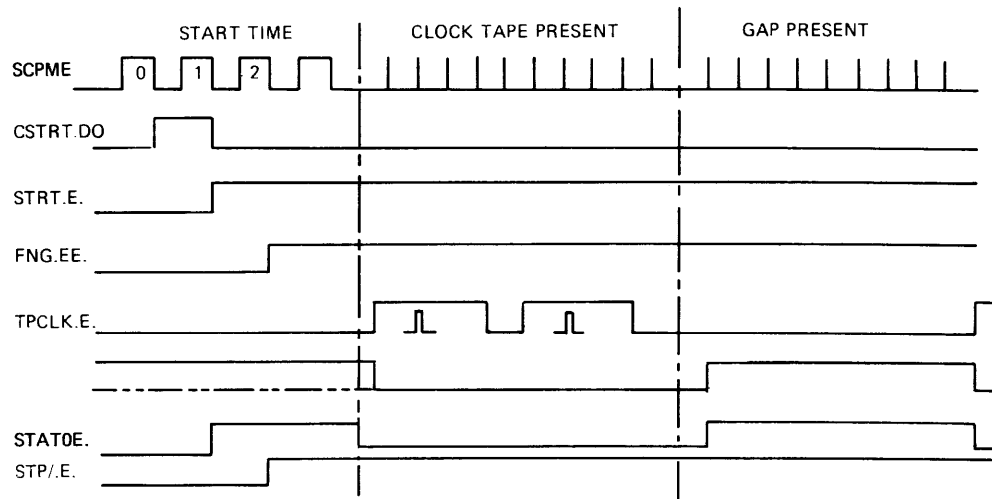 START TIME CLOCK TAPE PRESENT GAP PRESENT
SCPME 0 1 2
CSTRT.DO
STRT.E.
FNG.EE.
TPCLK.E.
STAT0E.
STP/.E.